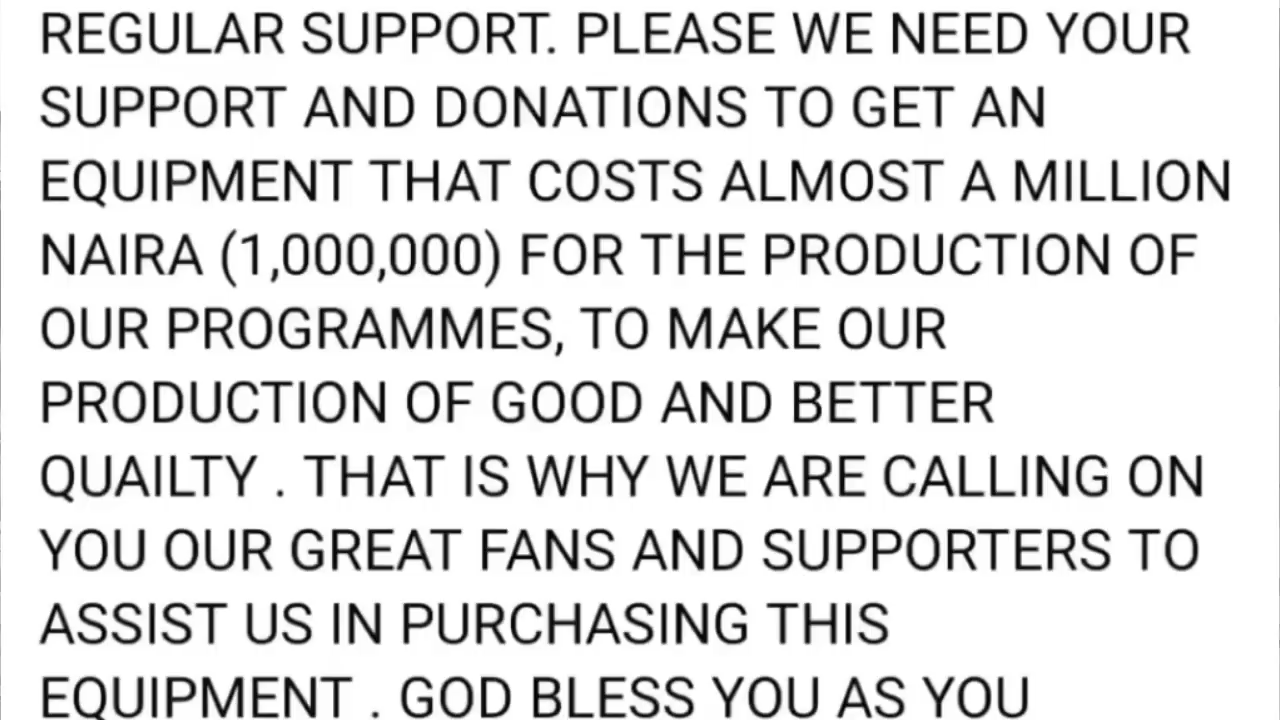 REGULAR SUPPORT. PLEASE WE NEED YOUR
SUPPORT AND DONATIONS TO GET AN
EQUIPMENT THAT COSTS ALMOST A MILLION
NAIRA (1,000,000) FOR THE PRODUCTION OF
OUR PROGRAMMES, TO MAKE OUR
PRODUCTION OF GOOD AND BETTER
QUAILTY . THAT IS WHY WE ARE CALLING ON
YOU OUR GREAT FANS AND SUPPORTERS TO
ASSIST US IN PURCHASING THIS
EQUIPMENT . GOD BLESS YOU AS YOU